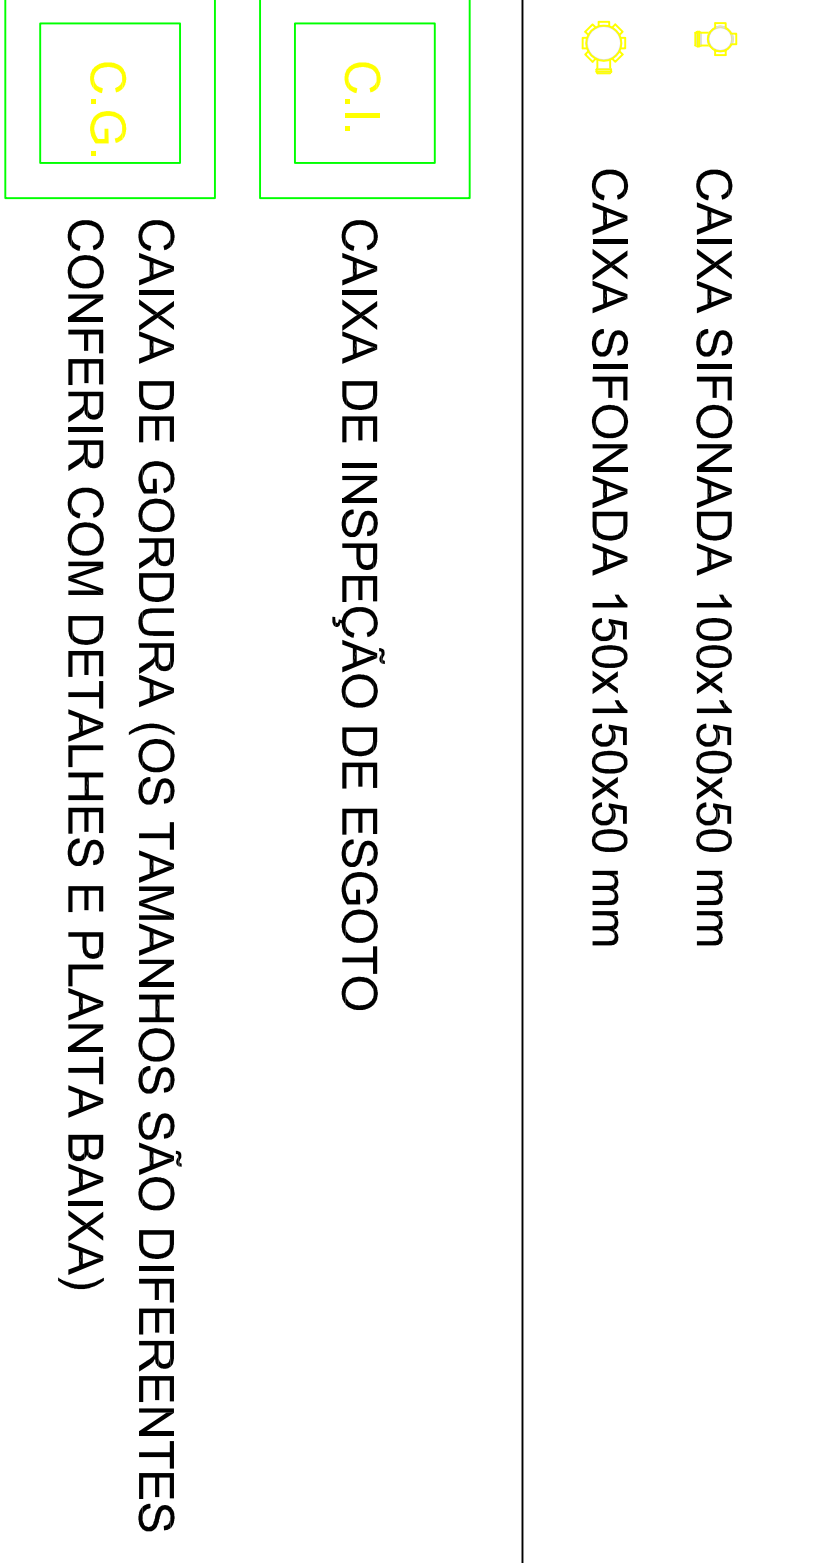 CAIXA SIFONADA 100x150x50 mm
CAIXA SIFONADA 150x150x50 mm
C.I.
CAIXA DE INSPEÇÃO DE ESGOTO
C.G.
CAIXA DE GORDURA (OS TAMANHOS SÃO DIFERENTES
CONFERIR COM DETALHES E PLANTA BAIXA)